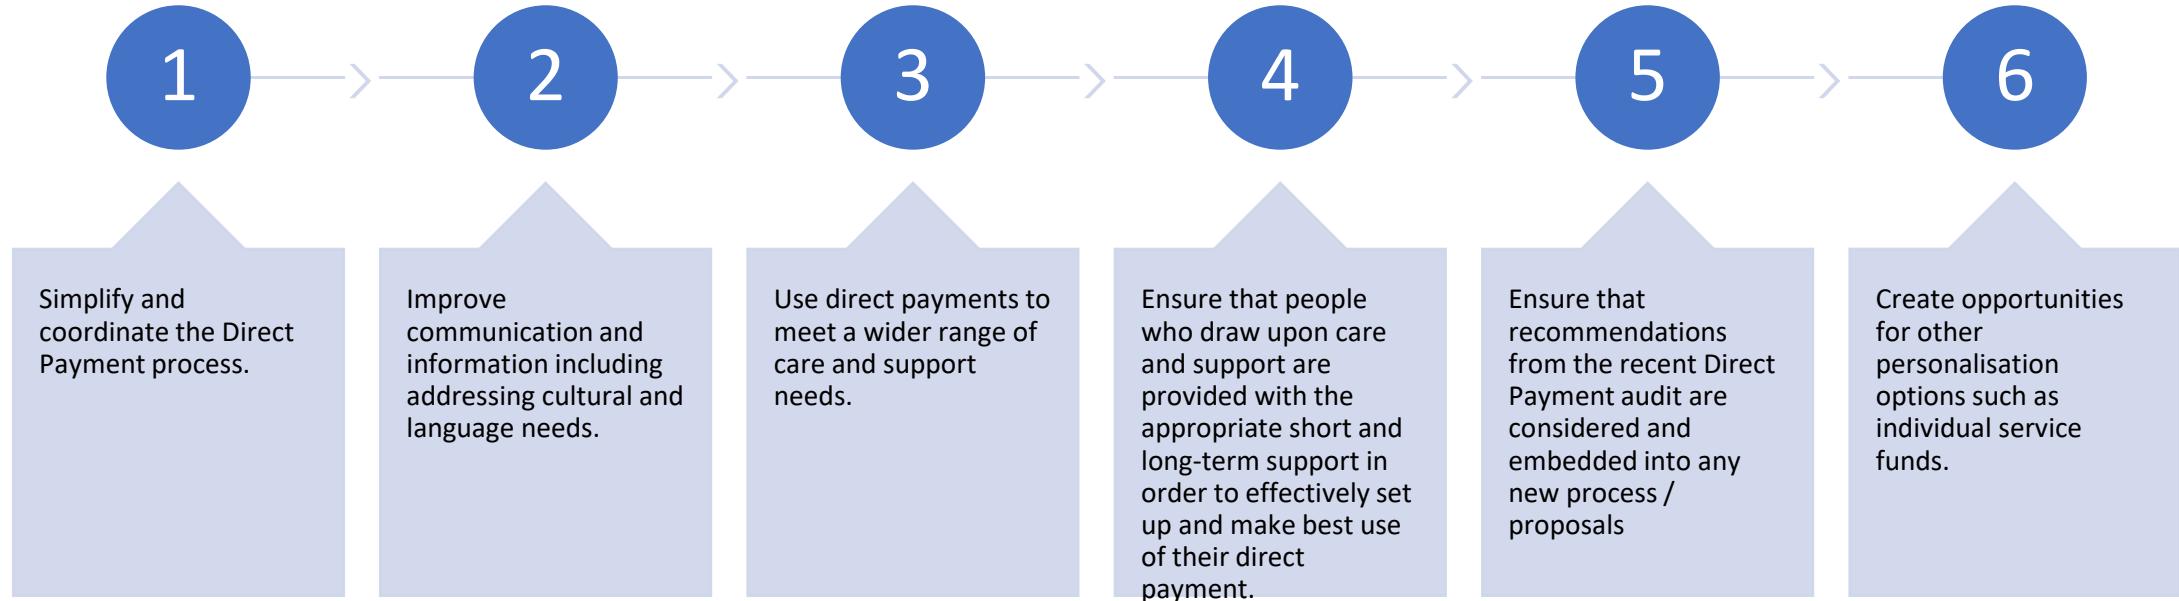 1
2
3
4
5
6
Simplify and
coordinate the Direct
Payment process.
Improve
communication and
information including
addressing cultural and
language needs.
Use direct payments to
meet a wider range of
care and support
needs.
Ensure that people
who draw upon care
and support are
provided with the
appropriate short and
long-term support in
order to effectively set
up and make best use
of their direct
payment.
Ensure that
recommendations
from the recent Direct
Payment audit are
considered and
embedded into any
new process /
proposals
Create opportunities
for other
personalisation
options such as
individual service
funds.